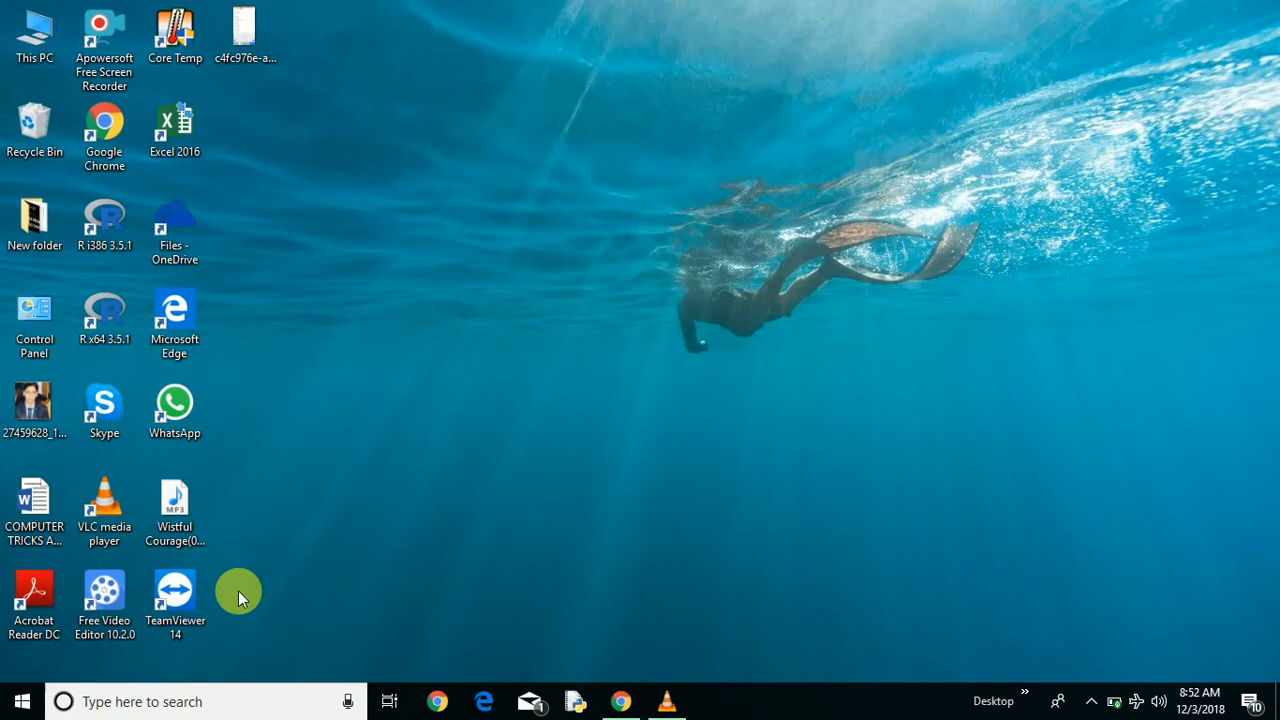 This PC
Apowersoft
Free Screen
Recorder
Core Temp
c4fc976e-a...
Recycle Bin
Google
Chrome
Excel 2016
New folder
R i386 3.5.1
Files -
OneDrive
Control
Panel
R x64 3.5.1
Microsoft
Edge
27459628_1...
Skype
WhatsApp
MP3
COMPUTER
TRICKS A...
VLC media
player
Wistful
Courage(0...
Acrobat
Reader DC
Free Video
Editor 10.2.0
TeamViewer
14
Type here to search
1
Desktop
8:52 AM
12/3/2018
10